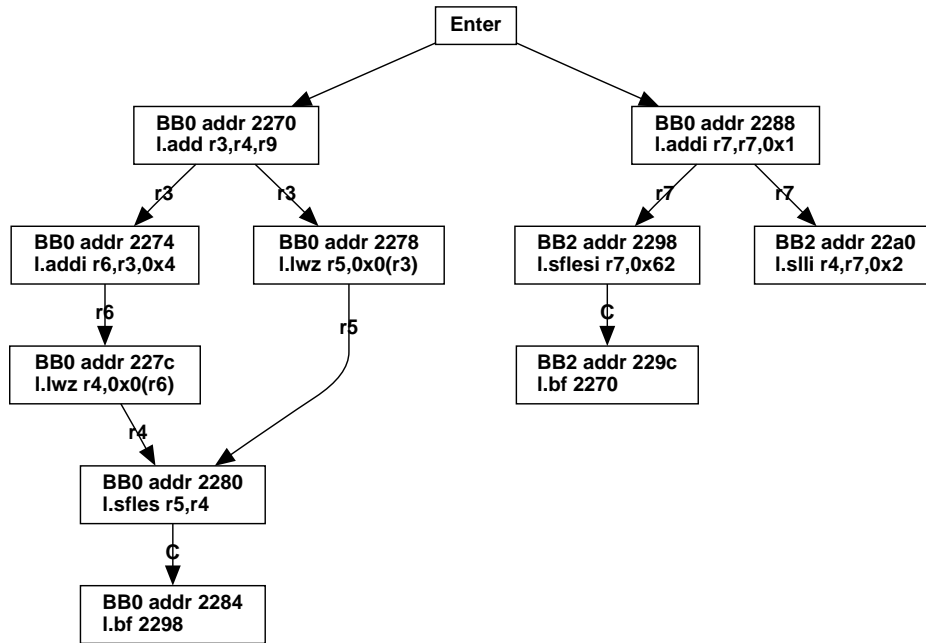 Enter
BB0 addr 2270
l.add r3,r4,r9
BB0 addr 2288
l.addi r7,r7,0x1
r3
r3
r7
r7
BB0 addr 2274
l.addi r6,r3,0x4
BB0 addr 2278
l.lwz r5,0x0(r3)
BB2 addr 2298
l.sflesi r7,0x62
BB2 addr 22a0
l.slli r4,r7,0x2
r6
r5
C
BB0 addr 227c
l.lwz r4,0x0(r6)
BB2 addr 229c
l.bf 2270
r4
BB0 addr 2280
l.sfles r5,r4
C
BB0 addr 2284
l.bf 2298